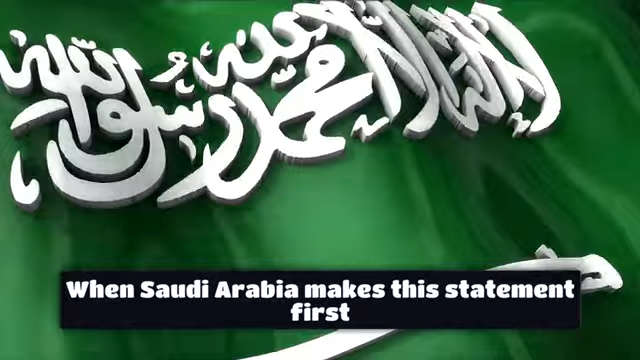 لا إله إلا الله محمد رسول الله
When Saudi Arabia makes this statement
first